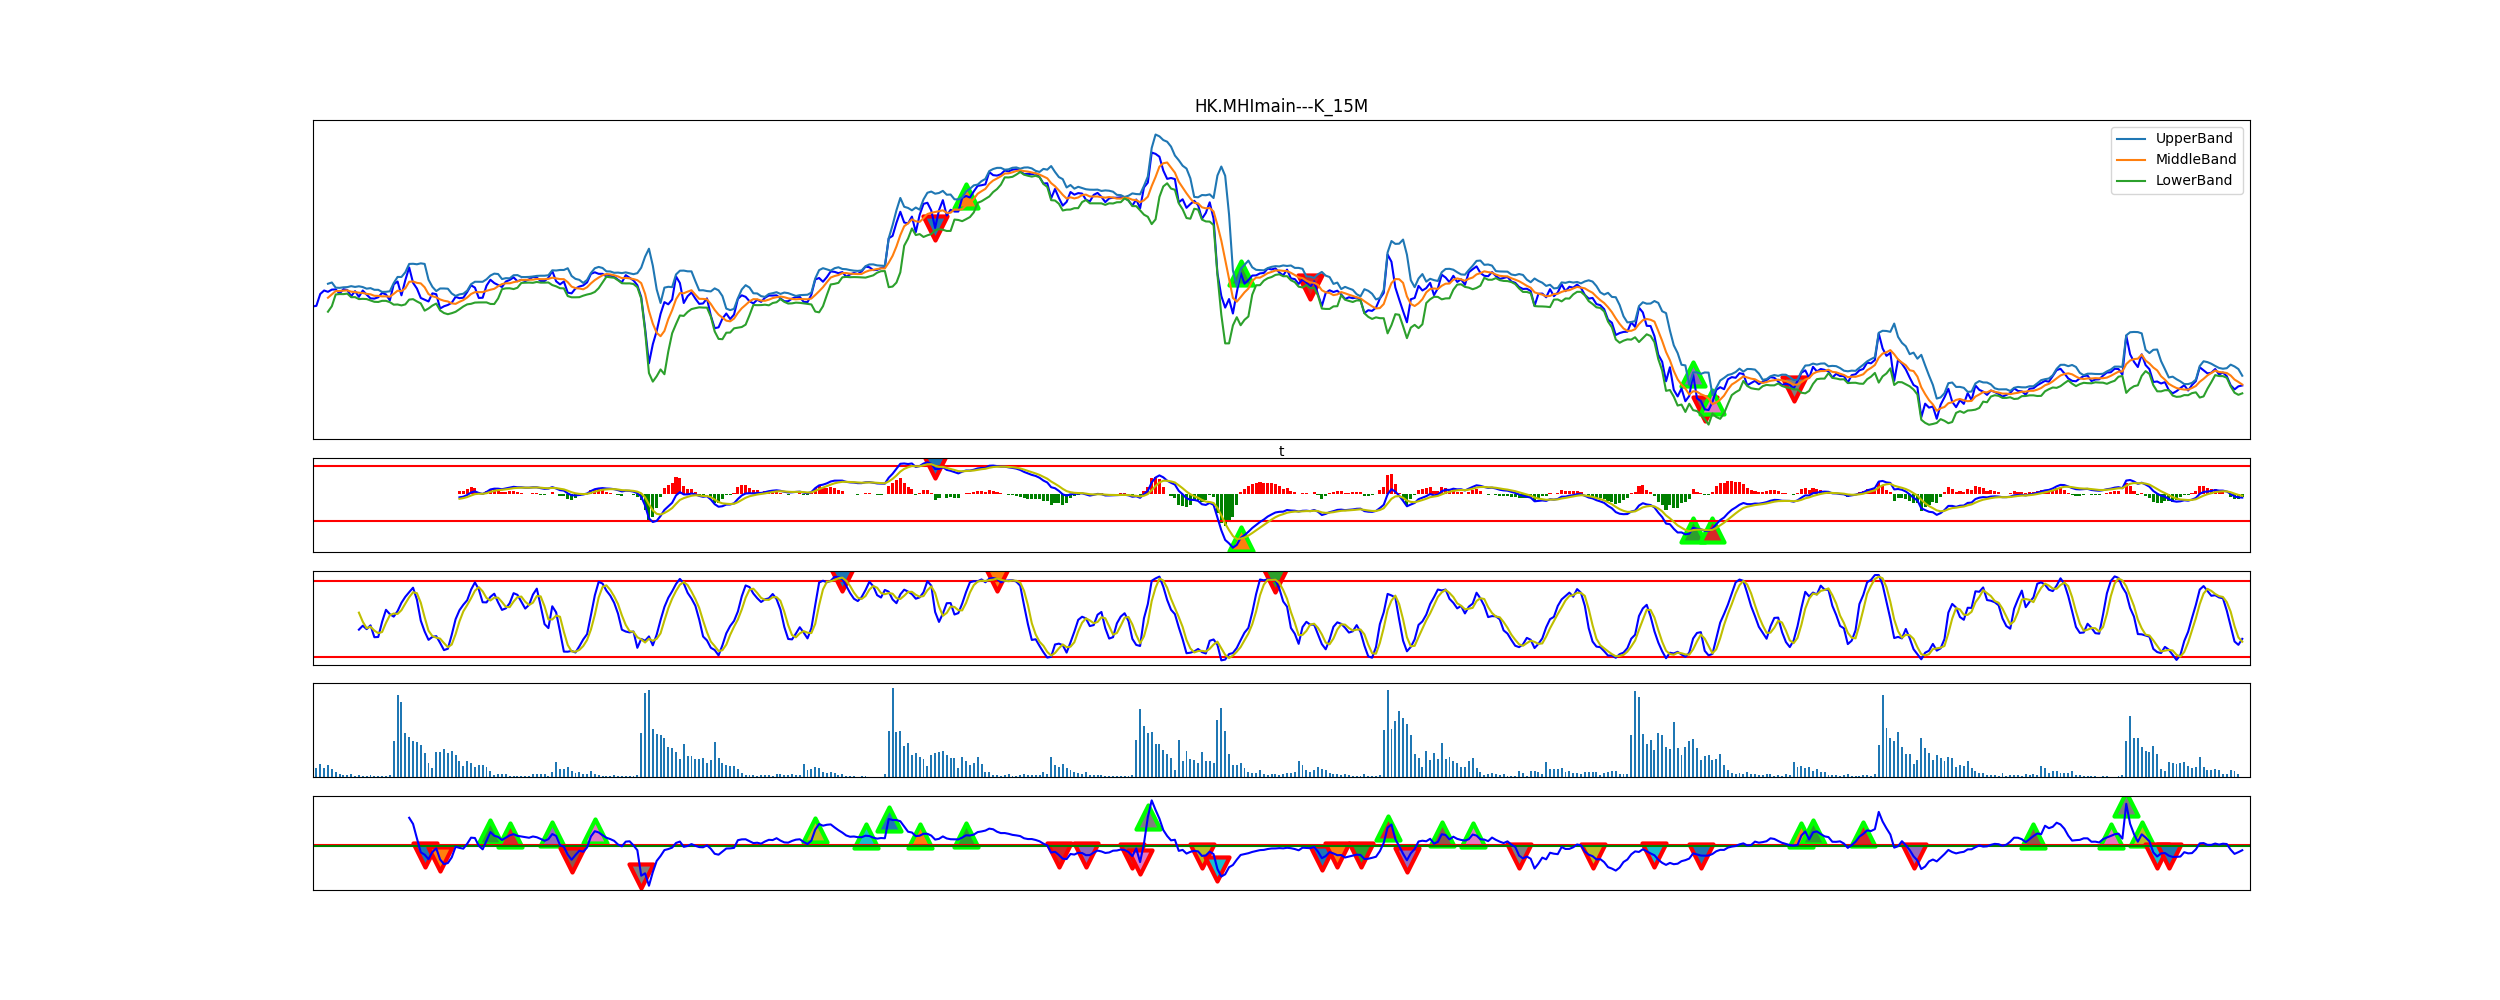 HK.MHImain---K_15M
UpperBand
MiddleBand
LowerBand
t